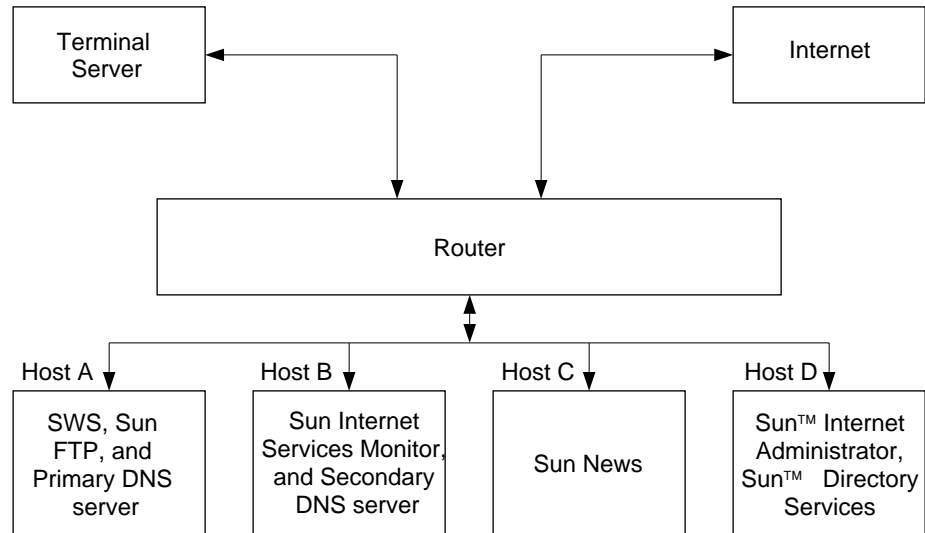 Terminal
Server
Internet
Router
Host A
Host B
Host C
Host D
SWS, Sun
FTP, and
Primary DNS
server
Sun Internet
Services Monitor,
and Secondary
DNS server
Sun News
Sun™ Internet
Administrator,
Sun™ Directory
Services